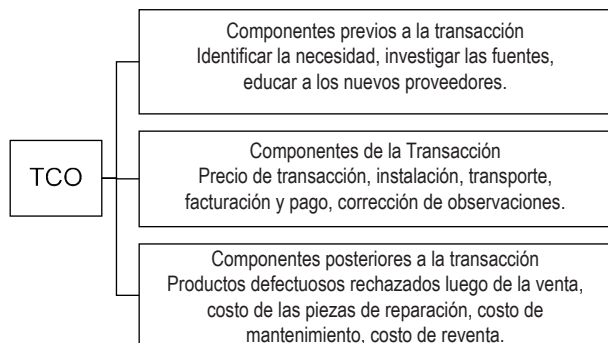 Componentes previos a la transacción
Identificar la necesidad, investigar las fuentes,
educar a los nuevos proveedores.
TCO
Componentes de la Transacción
Precio de transacción, instalación, transporte,
facturación y pago, corrección de observaciones.
Componentes posteriores a la transacción
Productos defectuosos rechazados luego de la venta,
costo de las piezas de reparación, costo de
mantenimiento, costo de reventa.